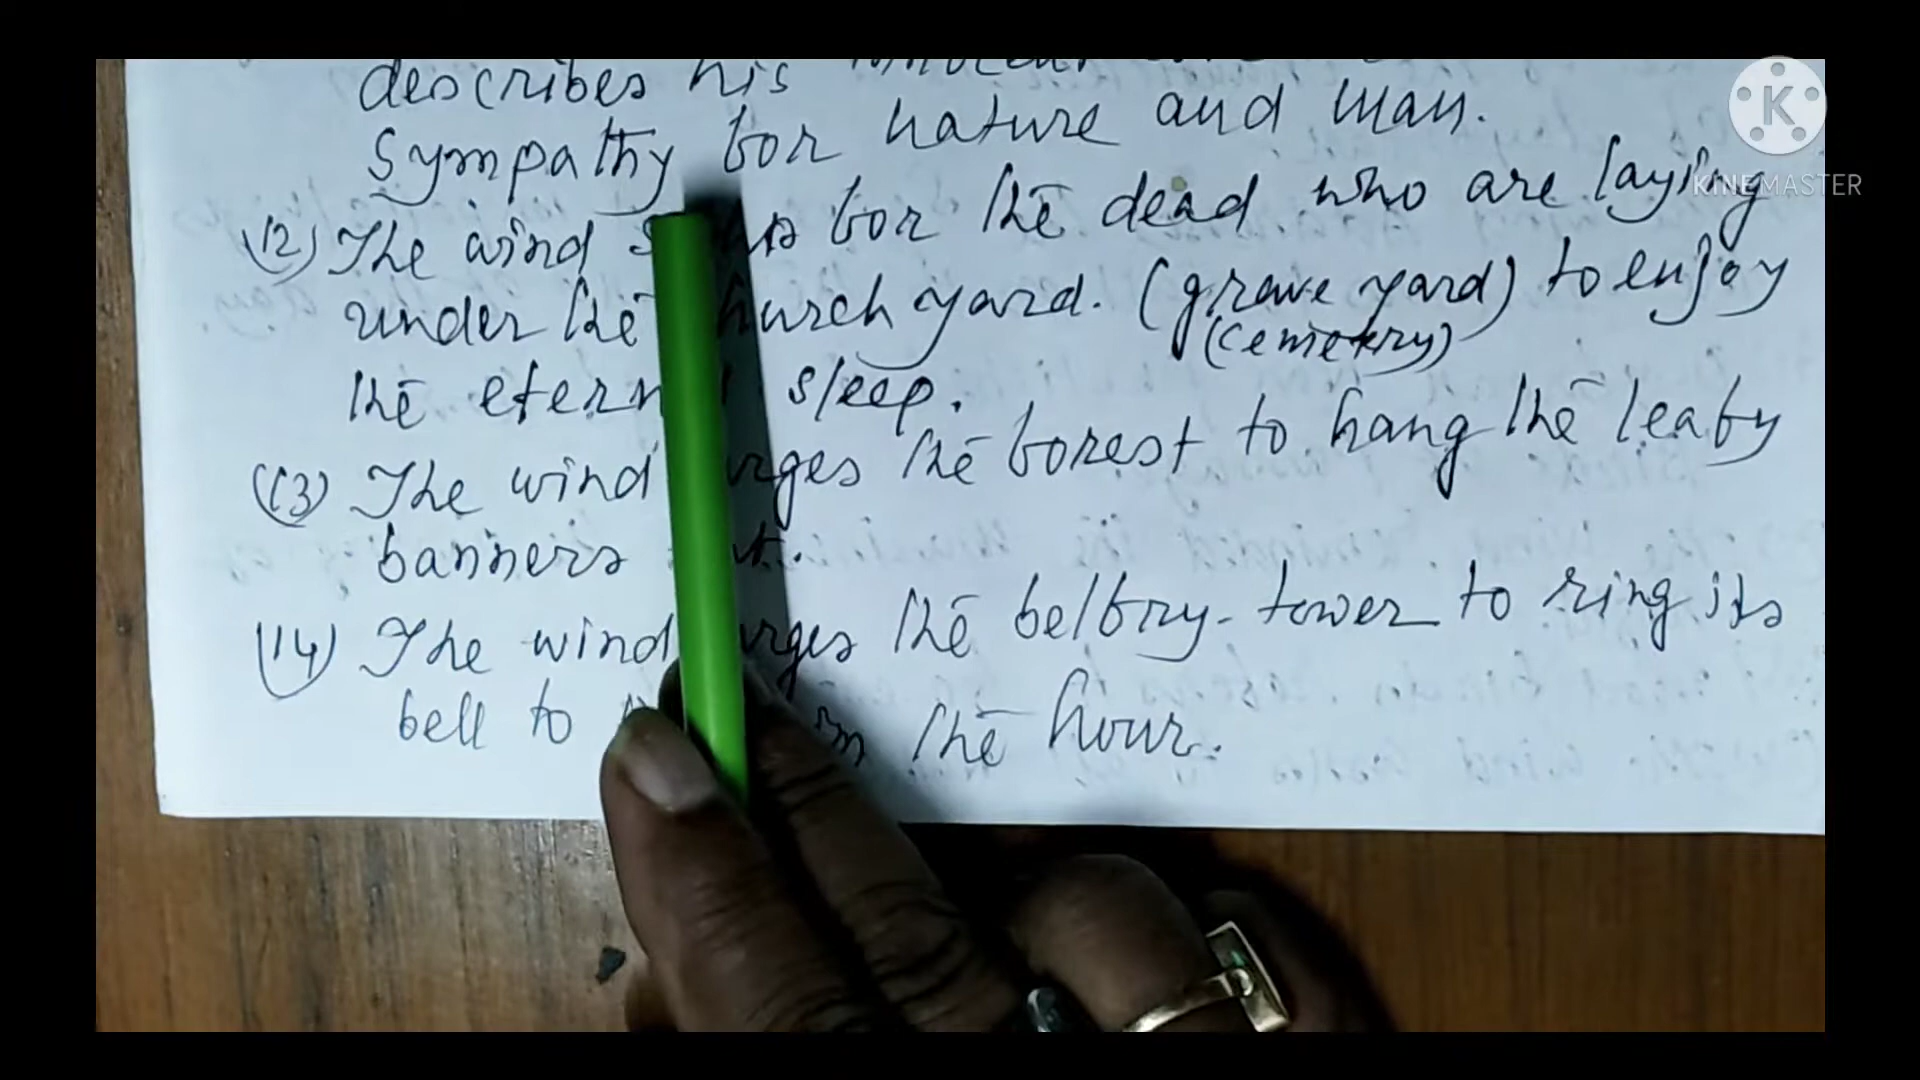 describes his
sympathy for nature and man.
(12) The wind for the dead who are laying
under the church yard. (grave yard) to enjoy
(cemetery)
the eternal sleep.
(13) The wind urges the forest to hang the leafy
banners
(14) The wind urges the belfry-tower to ring its
bell to the hour.
KINEMASTER